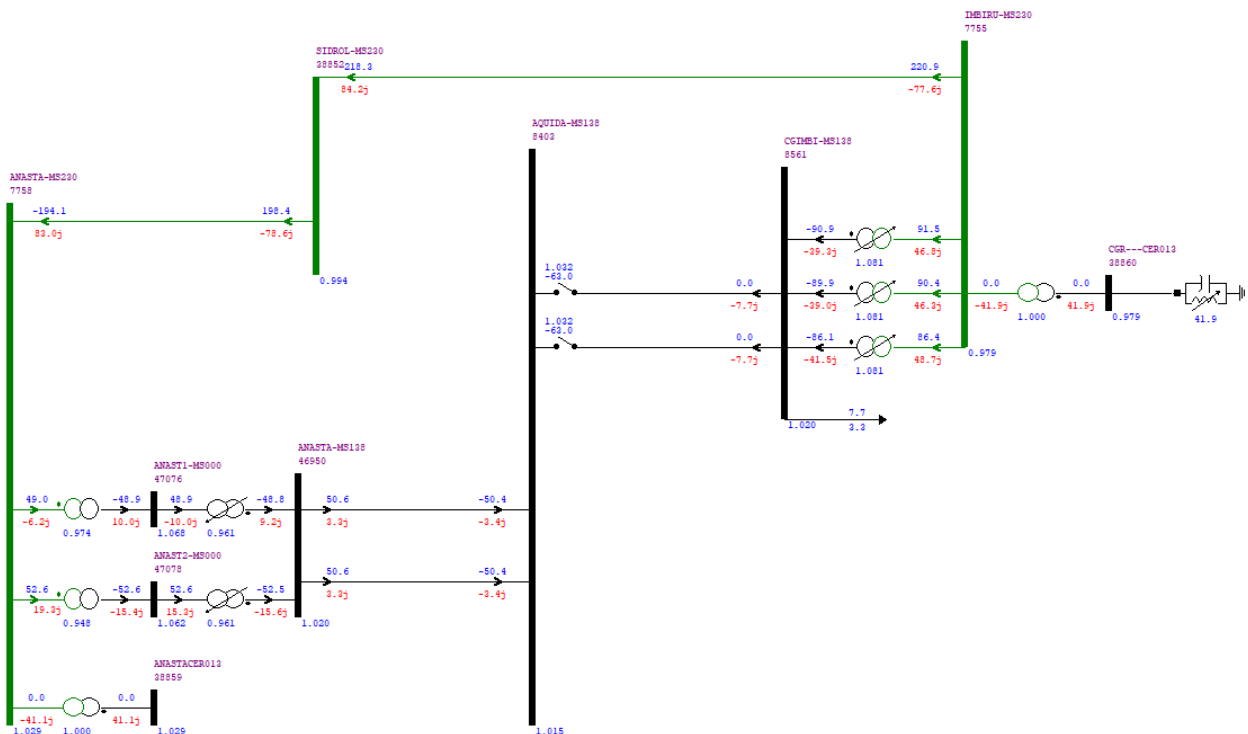 IMBIRU-MS230
7755
SIDROL-MS230
38852
218.3
84.2j
220.9
-77.6j
AQUIDA-MS138
8403
CGIMBI-MS138
8561
ANASTA-MS230
7758
-194.1
83.0j
198.4
-78.6j
0.994
-90.9
-39.3j
1.081
91.5
46.8j
CGR---CER013
38860
1.032
-63.0
0.0
-7.7j
-89.9
-39.0j
1.081
90.4
46.3j
0.0
-41.9j
1.000
0.0
41.9j
0.979
41.9
1.032
-63.0
0.0
-7.7j
-86.1
-41.5j
1.081
86.4
48.7j
0.979
7.7
3.3
1.020
ANASTA-MS138
46950
ANAST1-MS000
47076
49.0
-6.2j
0.974
-48.9
10.0j
1.068
48.9
-10.0j
0.961
-48.8
9.2j
50.6
3.3j
-50.4
-3.4j
ANAST2-MS000
47078
52.6
19.3j
0.948
-52.6
-15.4j
1.062
52.6
15.3j
0.961
-52.5
-15.6j
1.020
50.6
3.3j
-50.4
-3.4j
ANASTACER013
38859
0.0
-41.1j
1.029
1.000
0.0
41.1j
1.029
1.015